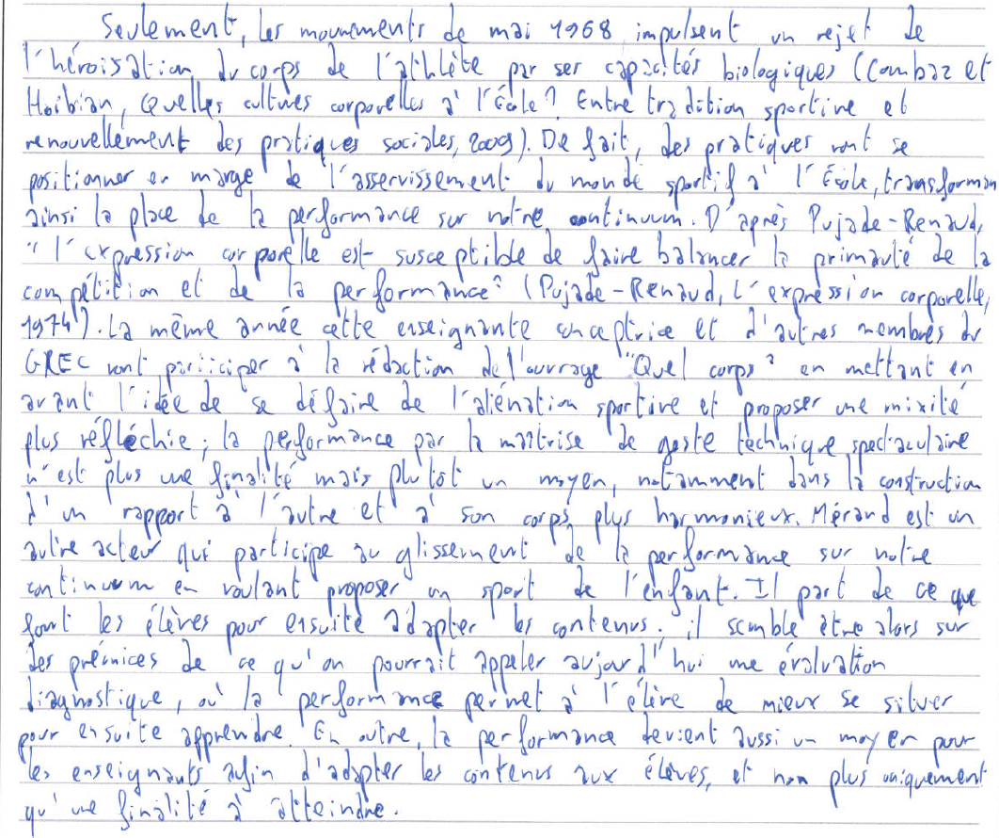 Seulement, les mouvements de mai 1968 impulsent un rejet de
l'héroïsation du corps de l'athlète par ses capacités biologiques (Combaz et
Hoibian, Quelles cultures corporelles à l'École? Entre tradition sportive et
renouvellement des pratiques sociales, 2009). De fait, des pratiques vont se
positionner en marge de l'asservissement du monde sportif à l'École, transforman
ainsi la place de la performance sur notre continuum. D'après Pujade-Renaud,
"l'expression corporelle est susceptible de faire balancer la primauté de la
compétition et de la performance" (Pujade-Renaud, L'expression corporelle,
1974). La même année cette enseignante conceptrice et d'autres membres du
GREC vont participer à la rédaction de l'ouvrage "Quel corps?" en mettant en
avant l'idée de se défaire de l'aliénation sportive et proposer une mixité
plus réfléchie; la performance par la maîtrise de geste technique spectaculaire
n'est plus une finalité mais plutôt un moyen, notamment dans la construction
d'un rapport à l'autre et à son corps plus harmonieux. Mérand est un
autre acteur qui participe au glissement de la performance sur notre
continuum en voulant proposer un sport de l'enfant. Il part de ce que
font les élèves pour ensuite adapter les contenus; il semble être alors sur
des prémices de ce qu'on pourrait appeler aujourd'hui une évaluation
diagnostique, où la performance permet à l'élève de mieux se situer
pour ensuite apprendre. En outre, la performance devient aussi un moyen pour
les enseignants afin d'adapter les contenus aux élèves, et non plus uniquement
qu'une finalité à atteindre.